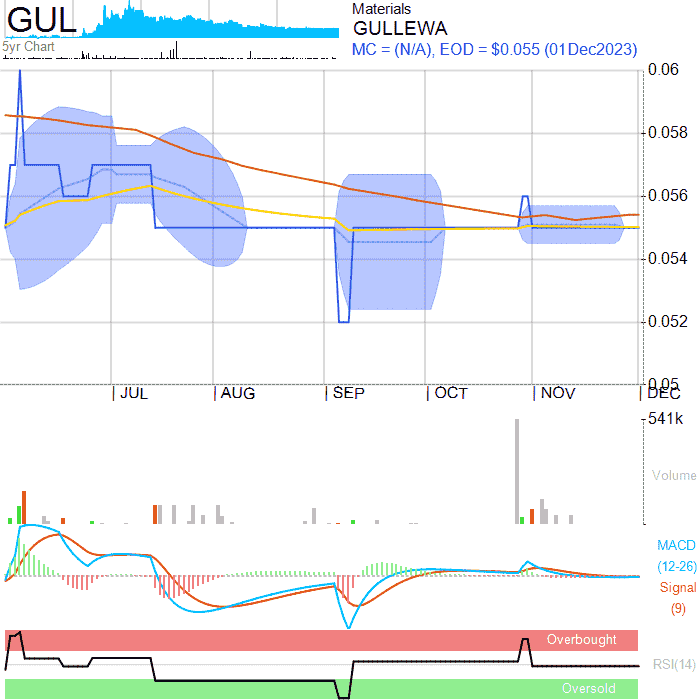 GUL
Materials
GULLEWA
5yr Chart
MC = (N/A), EOD = $0.055 (01Dec2023)
0.06
0.058
0.056
0.054
0.052
0.05
JUL AUG SEP OCT NOV DEC
541k
Volume
MACD
(12-26)
Signal
(9)
Overbought
RSI(14)
Oversold